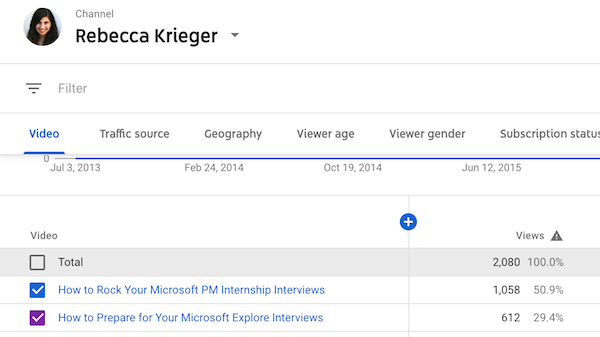 Channel
Rebecca Krieger
Filter
Video Traffic source Geography Viewer age Viewer gender Subscription status
0
Jul 3, 2013 Feb 24, 2014 Oct 19, 2014 Jun 12, 2015
Video Views
Total 2,080 100.0%
How to Rock Your Microsoft PM Internship Interviews 1,058 50.9%
How to Prepare for Your Microsoft Explore Interviews 612 29.4%